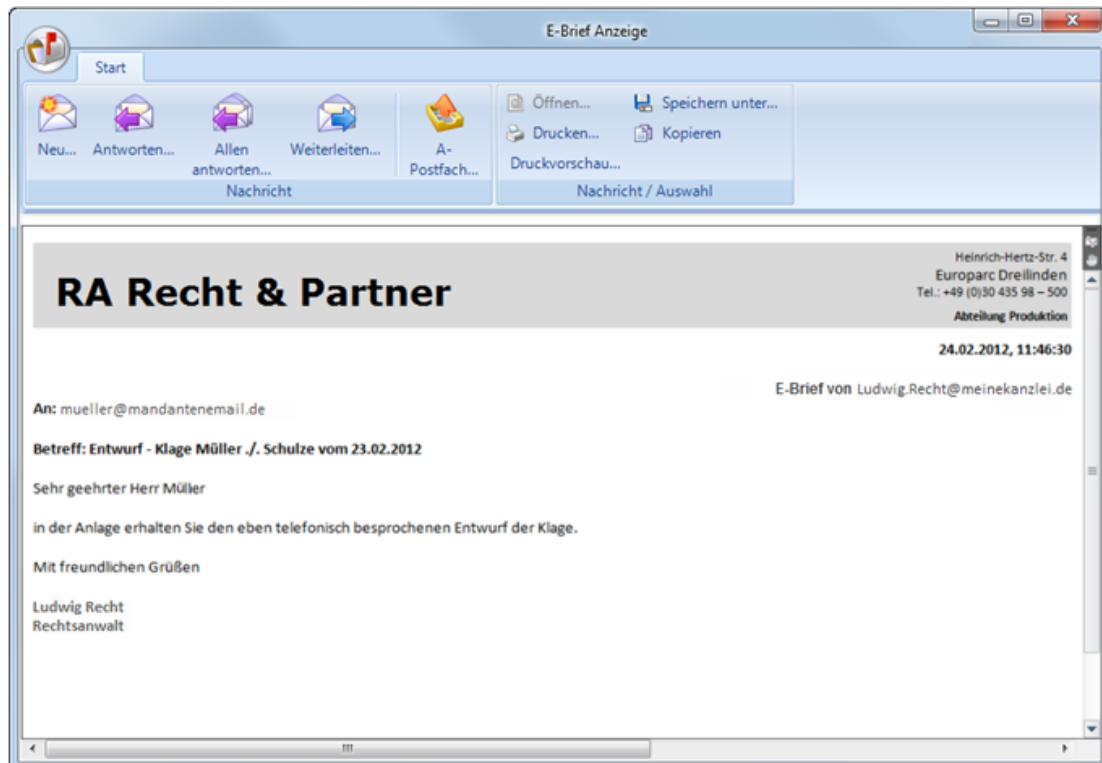 E-Brief Anzeige
Start
Neu...
Antworten...
Allen
antworten...
Weiterleiten...
A-
Postfach...
Nachricht
Öffnen...
Speichern unter...
Drucken...
Kopieren
Druckvorschau...
Nachricht / Auswahl
RA Recht & Partner
Heinrich-Hertz-Str. 4
Europarc Dreilinden
Tel.: +49 (0)30 435 98 – 500
Abteilung Produktion
24.02.2012, 11:46:30
E-Brief von Ludwig.Recht@meinekanzlei.de
An: mueller@mandantenemail.de
Betreff: Entwurf - Klage Müller ./. Schulze vom 23.02.2012
Sehr geehrter Herr Müller
in der Anlage erhalten Sie den eben telefonisch besprochenen Entwurf der Klage.
Mit freundlichen Grüßen
Ludwig Recht
Rechtsanwalt